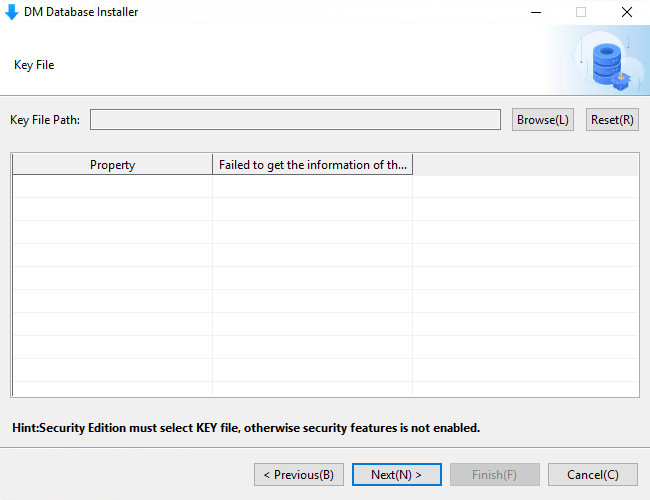 DM Database Installer
Key File
Key File Path: Browse(L) Reset(R)
Property Failed to get the information of th...
Hint:Security Edition must select KEY file, otherwise security features is not enabled.
< Previous(B) Next(N) > Finish(F) Cancel(C)